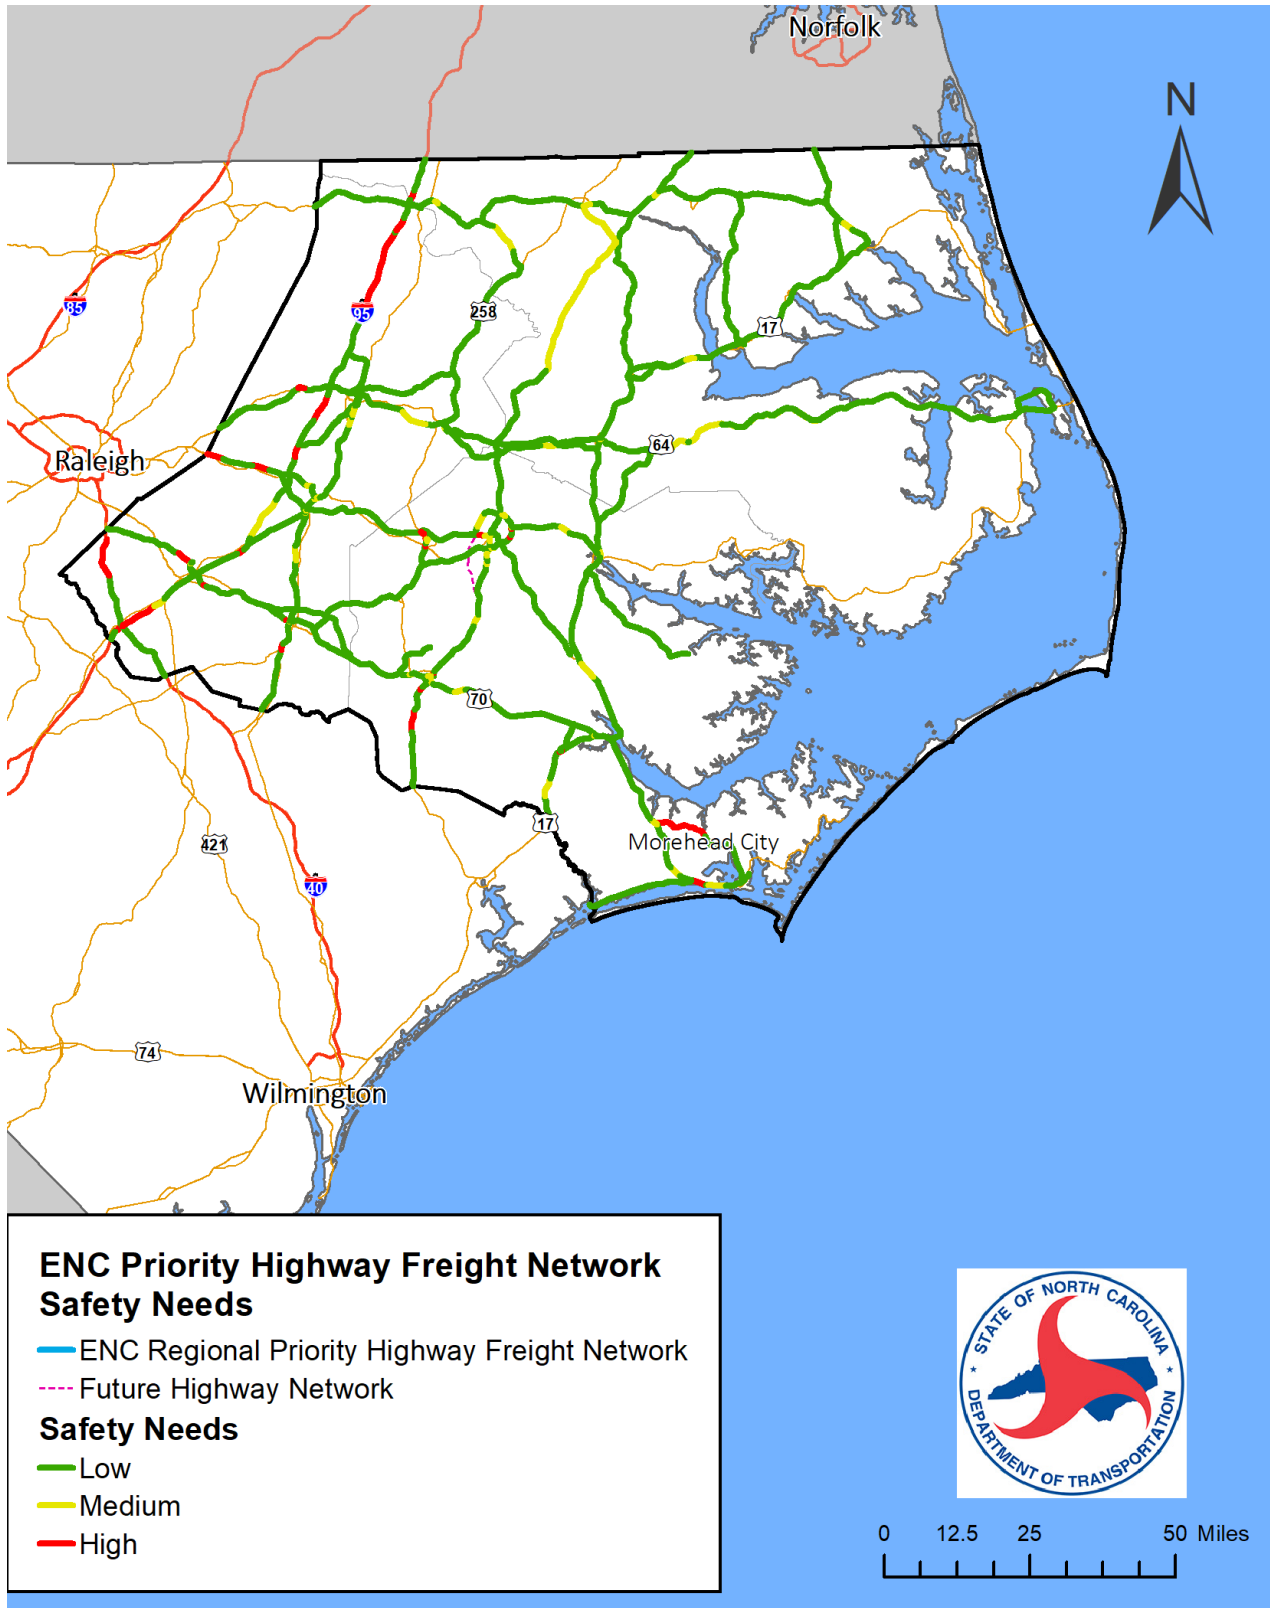 Norfolk
N
85
95
258
17
64
Raleigh
70
17
Morehead City
421
40
74
Wilmington
ENC Priority Highway Freight Network
Safety Needs
ENC Regional Priority Highway Freight Network
Future Highway Network
Safety Needs
Low
Medium
High
STATE OF NORTH CAROLINA
DEPARTMENT OF TRANSPORTATION
0 12.5 25 50 Miles